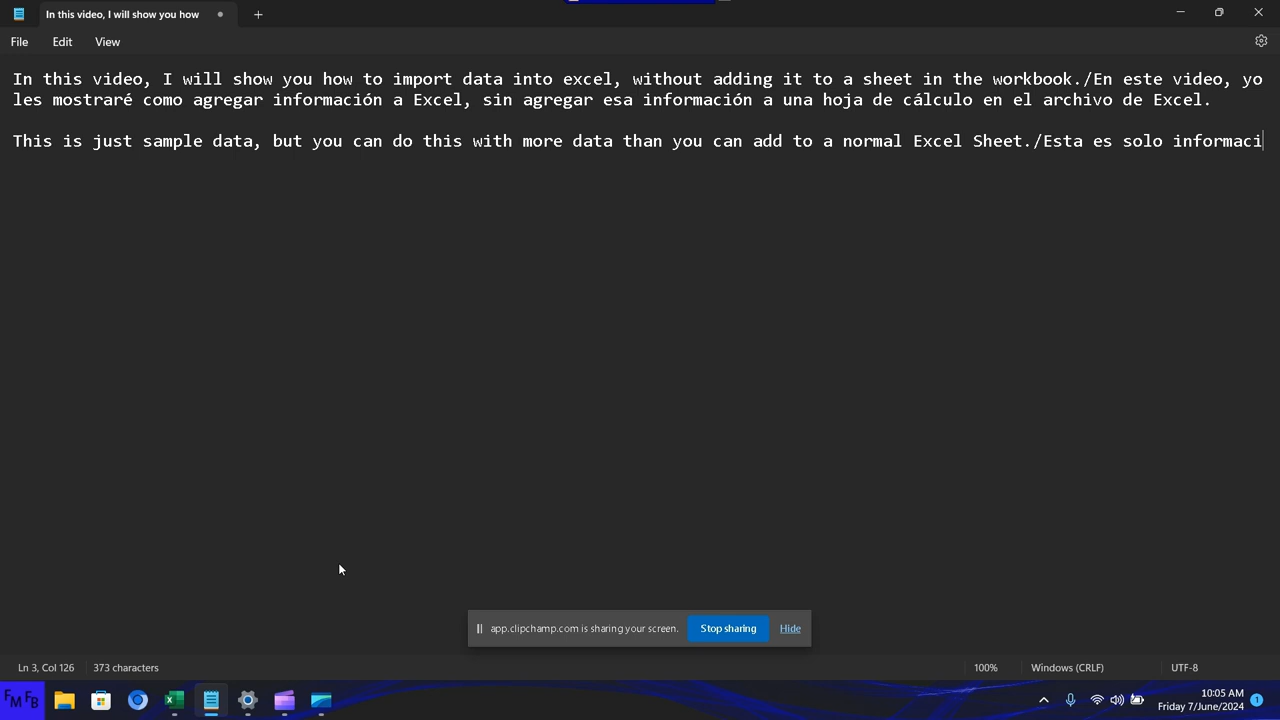 In this video, I will show you how
File
Edit
View
In this video, I will show you how to import data into excel, without adding it to a sheet in the workbook./En este video, yo
les mostraré como agregar información a Excel, sin agregar esa información a una hoja de cálculo en el archivo de Excel.
This is just sample data, but you can do this with more data than you can add to a normal Excel Sheet./Esta es solo informaci
app.clipchamp.com is sharing your screen.
Stop sharing
Hide
Ln 3, Col 126
373 characters
100%
Windows (CRLF)
UTF-8
FM FB
10:05 AM
Friday 7/June/2024
1